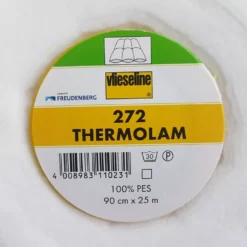 vlieseline
FREUDENBERG
272
THERMOLAM
30 P
4 008983 110231
100% PES
90 cm x 25 m